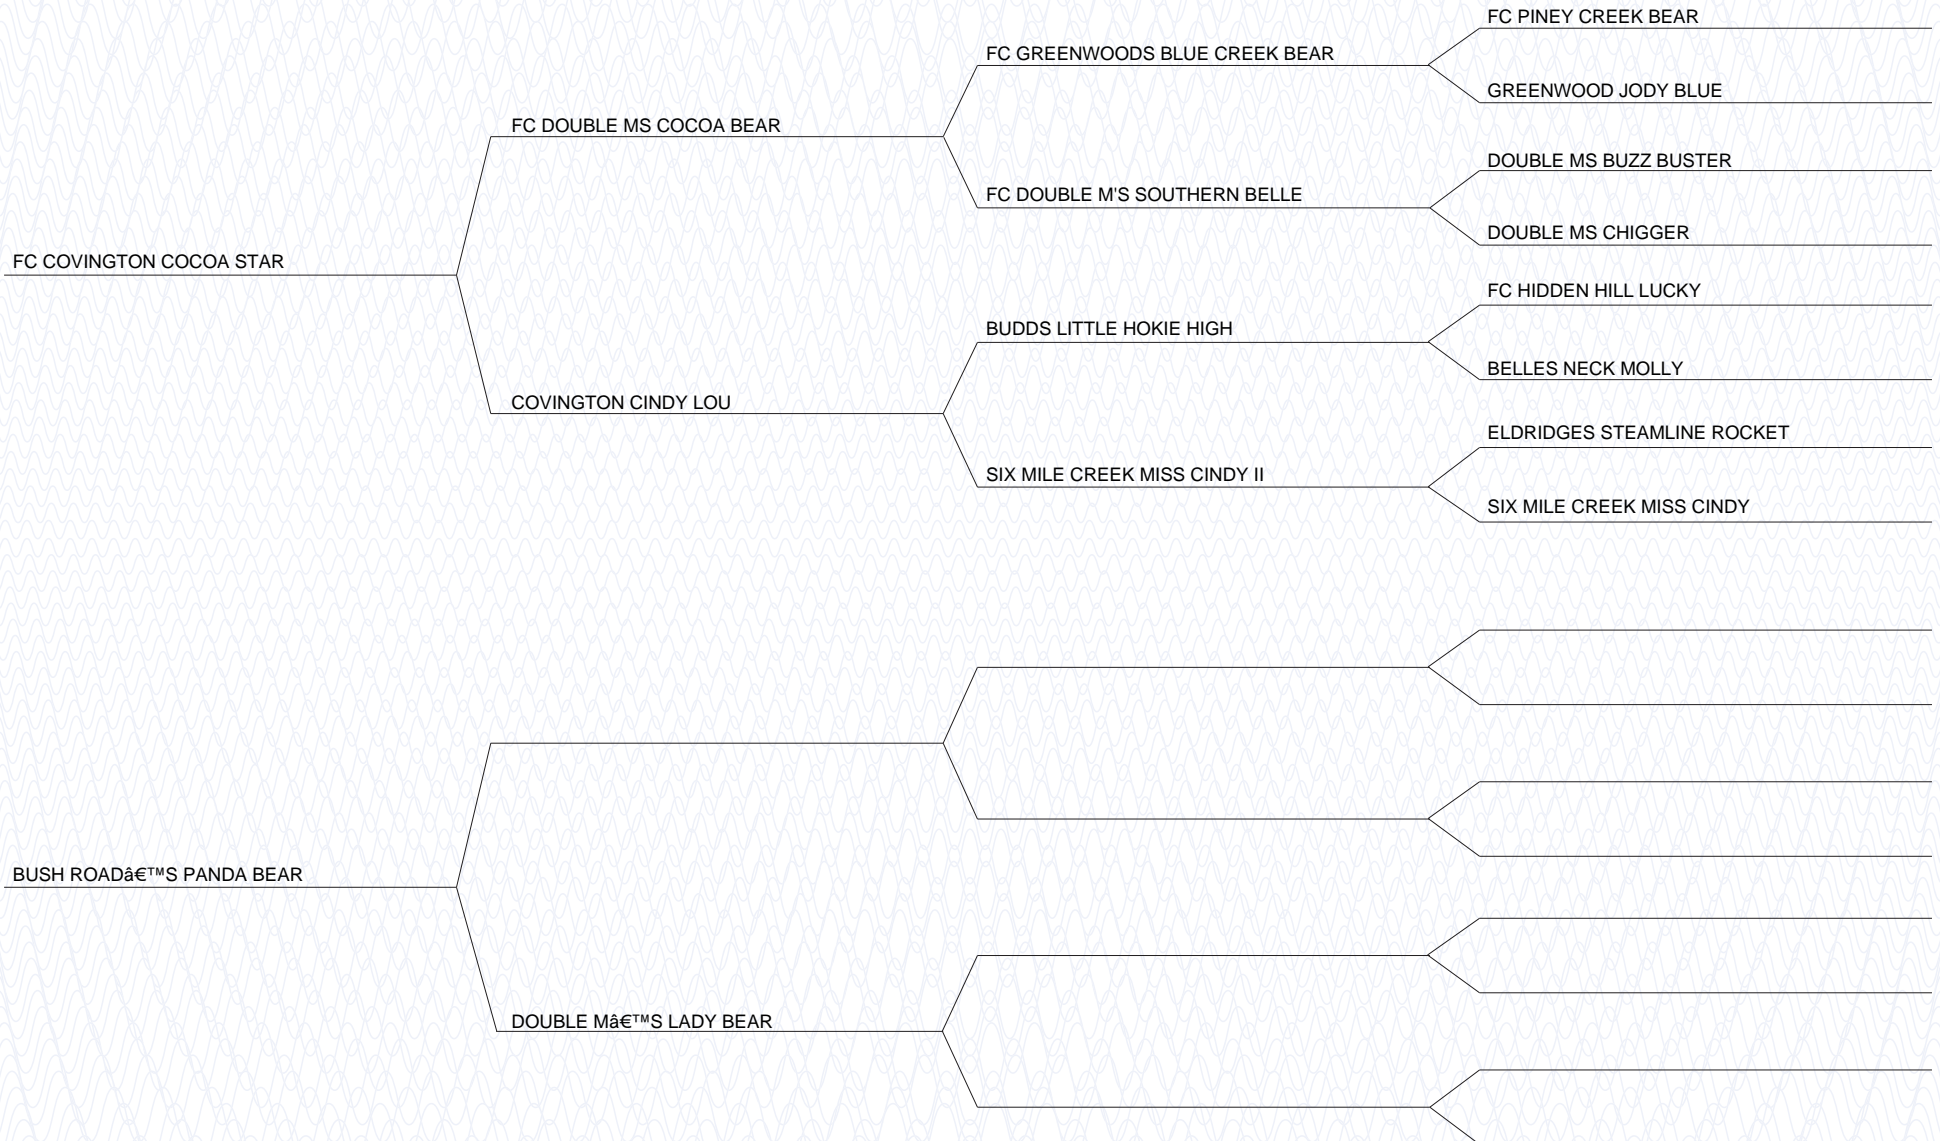 FC PINEY CREEK BEAR
FC GREENWOODS BLUE CREEK BEAR
GREENWOOD JODY BLUE
FC DOUBLE MS COCOA BEAR
DOUBLE MS BUZZ BUSTER
FC DOUBLE M'S SOUTHERN BELLE
DOUBLE MS CHIGGER
FC COVINGTON COCOA STAR
FC HIDDEN HILL LUCKY
BUDDS LITTLE HOKIE HIGH
BELLES NECK MOLLY
COVINGTON CINDY LOU
ELDRIDGES STEAMLINE ROCKET
SIX MILE CREEK MISS CINDY II
SIX MILE CREEK MISS CINDY
BUSH ROADâ€™S PANDA BEAR
DOUBLE Mâ€™S LADY BEAR